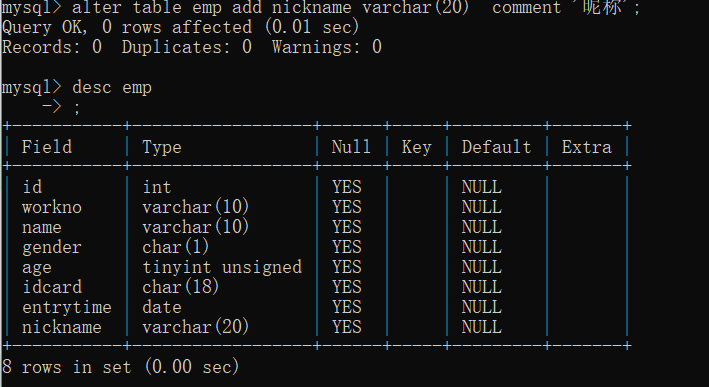 mysql> alter table emp add nickname varchar(20)  comment '昵称';
Query OK, 0 rows affected (0.01 sec)
Records: 0  Duplicates: 0  Warnings: 0
mysql> desc emp
    -> ;
+-----------+------------------+------+-----+---------+-------+
| Field     | Type             | Null | Key | Default | Extra |
+-----------+------------------+------+-----+---------+-------+
| id        | int              | YES  |     | NULL    |       |
| workno    | varchar(10)      | YES  |     | NULL    |       |
| name      | varchar(10)      | YES  |     | NULL    |       |
| gender    | char(1)          | YES  |     | NULL    |       |
| age       | tinyint unsigned | YES  |     | NULL    |       |
| idcard    | char(18)         | YES  |     | NULL    |       |
| entrytime | date             | YES  |     | NULL    |       |
| nickname  | varchar(20)      | YES  |     | NULL    |       |
+-----------+------------------+------+-----+---------+-------+
8 rows in set (0.00 sec)